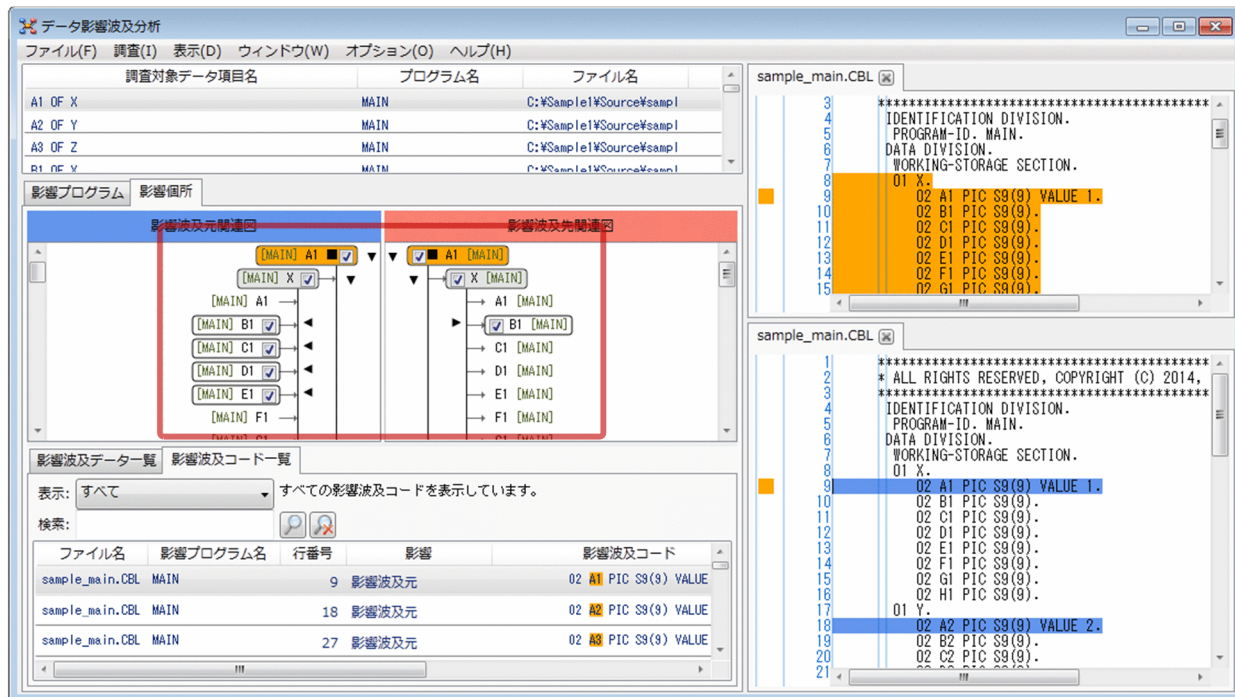 データ影響波及分析
ファイル(F) 調査(I) 表示(D) ウィンドウ(W) オプション(O) ヘルプ(H)
調査対象データ項目名 プログラム名 ファイル名
A1 OF X MAIN C:¥Sample1¥Source¥sampl
A2 OF Y MAIN C:¥Sample1¥Source¥sampl
A3 OF Z MAIN C:¥Sample1¥Source¥sampl
B1 OF X MAIN C:¥Sample1¥Source¥sampl
影響プログラム 影響個所
影響波及元関連図 影響波及先関連図
[MAIN] A1 ■ ▼ ▼ ■ A1 [MAIN]
[MAIN] X ▼ ▼ X [MAIN]
[MAIN] A1 A1 [MAIN]
[MAIN] B1 ◀ ▶ B1 [MAIN]
[MAIN] C1 ◀ C1 [MAIN]
[MAIN] D1 ◀ D1 [MAIN]
[MAIN] E1 ◀ E1 [MAIN]
[MAIN] F1 F1 [MAIN]
[MAIN] G1 G1 [MAIN]
影響波及データ一覧 影響波及コード一覧
表示: すべて すべての影響波及コードを表示しています。
検索:
ファイル名 影響プログラム名 行番号 影響 影響波及コード
sample_main.CBL MAIN 9 影響波及元 02 A1 PIC S9(9) VALUE
sample_main.CBL MAIN 18 影響波及元 02 A2 PIC S9(9) VALUE
sample_main.CBL MAIN 27 影響波及元 02 A3 PIC S9(9) VALUE
sample_main.CBL
3 *******************************************
4 IDENTIFICATION DIVISION.
5 PROGRAM-ID. MAIN.
6 DATA DIVISION.
7 WORKING-STORAGE SECTION.
8 01 X.
9 02 A1 PIC S9(9) VALUE 1.
10 02 B1 PIC S9(9).
11 02 C1 PIC S9(9).
12 02 D1 PIC S9(9).
13 02 E1 PIC S9(9).
14 02 F1 PIC S9(9).
15 02 G1 PIC S9(9).
sample_main.CBL
1 *******************************************
2 * ALL RIGHTS RESERVED, COPYRIGHT (C) 2014,
3 *******************************************
4 IDENTIFICATION DIVISION.
5 PROGRAM-ID. MAIN.
6 DATA DIVISION.
7 WORKING-STORAGE SECTION.
8 01 X.
9 02 A1 PIC S9(9) VALUE 1.
10 02 B1 PIC S9(9).
11 02 C1 PIC S9(9).
12 02 D1 PIC S9(9).
13 02 E1 PIC S9(9).
14 02 F1 PIC S9(9).
15 02 G1 PIC S9(9).
16 02 H1 PIC S9(9).
17 01 Y.
18 02 A2 PIC S9(9) VALUE 2.
19 02 B2 PIC S9(9).
20 02 C2 PIC S9(9).
21